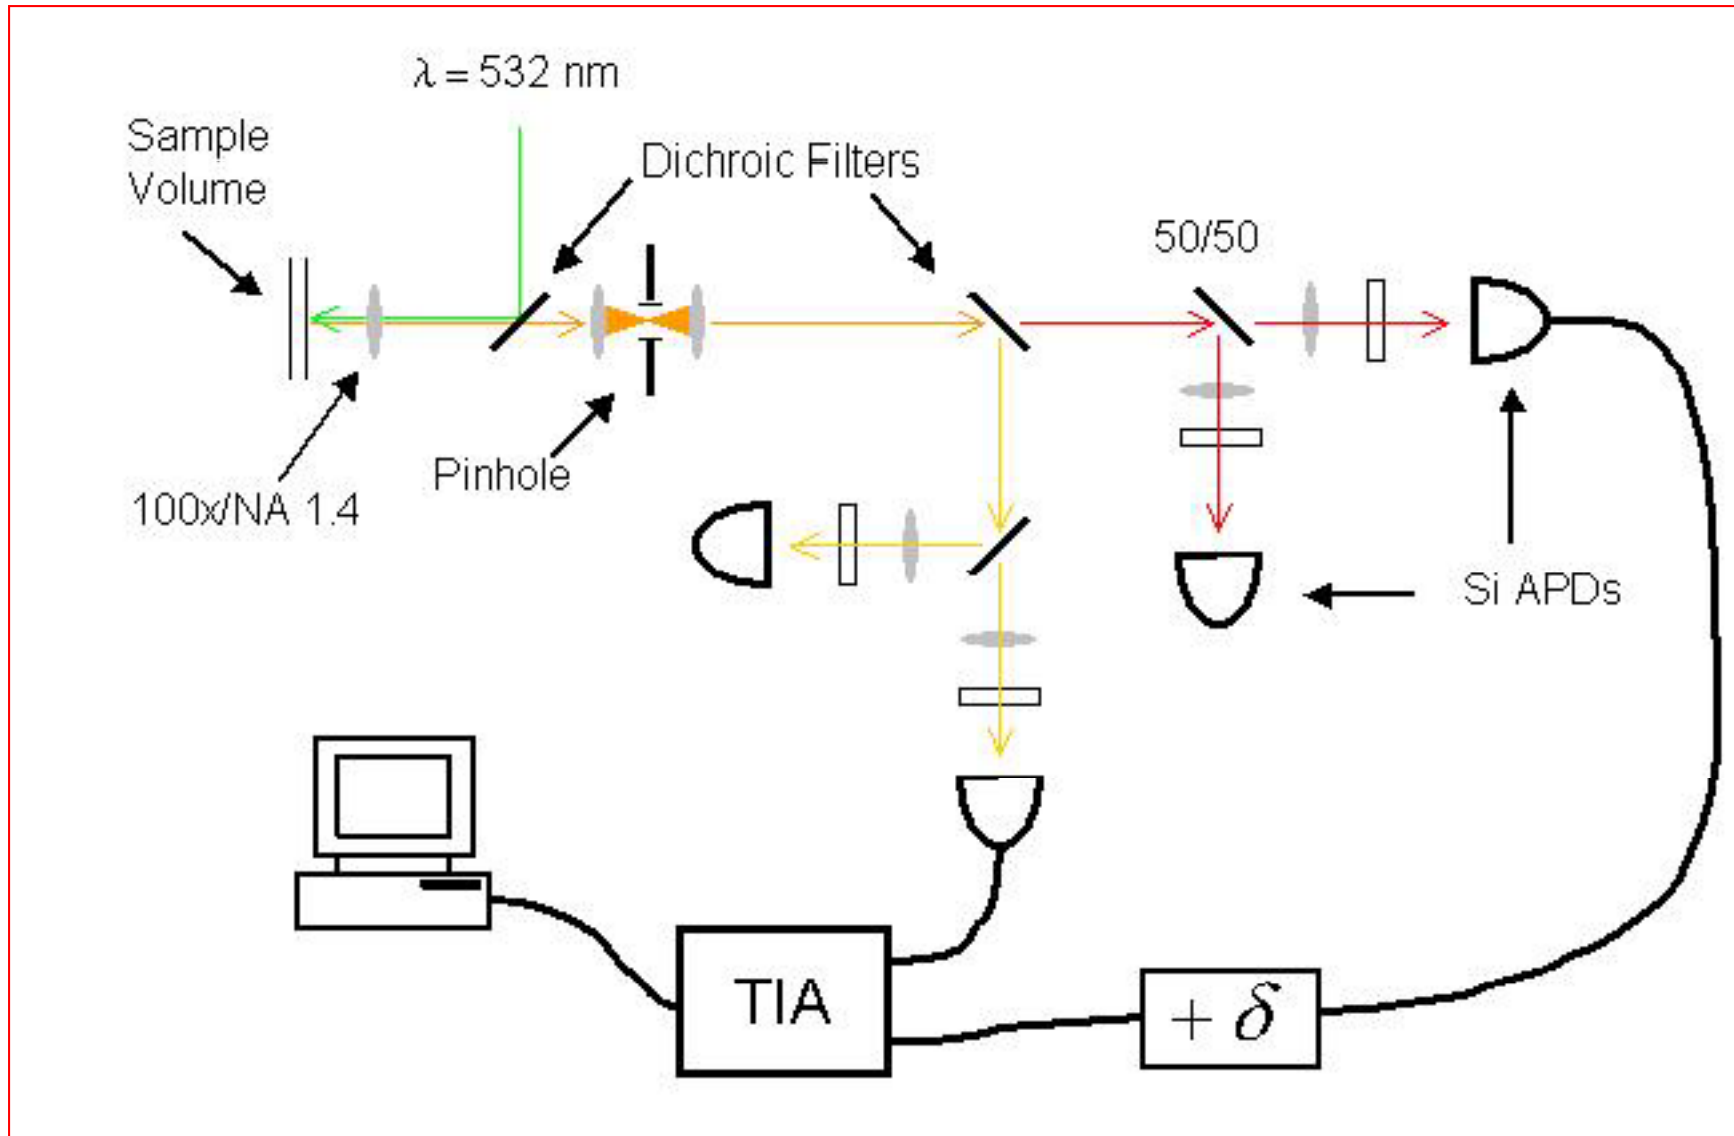 λ = 532 nm
Sample
Volume
Dichroic Filters
50/50
Pinhole
100x/NA 1.4
Si APDs
TIA
+ δ